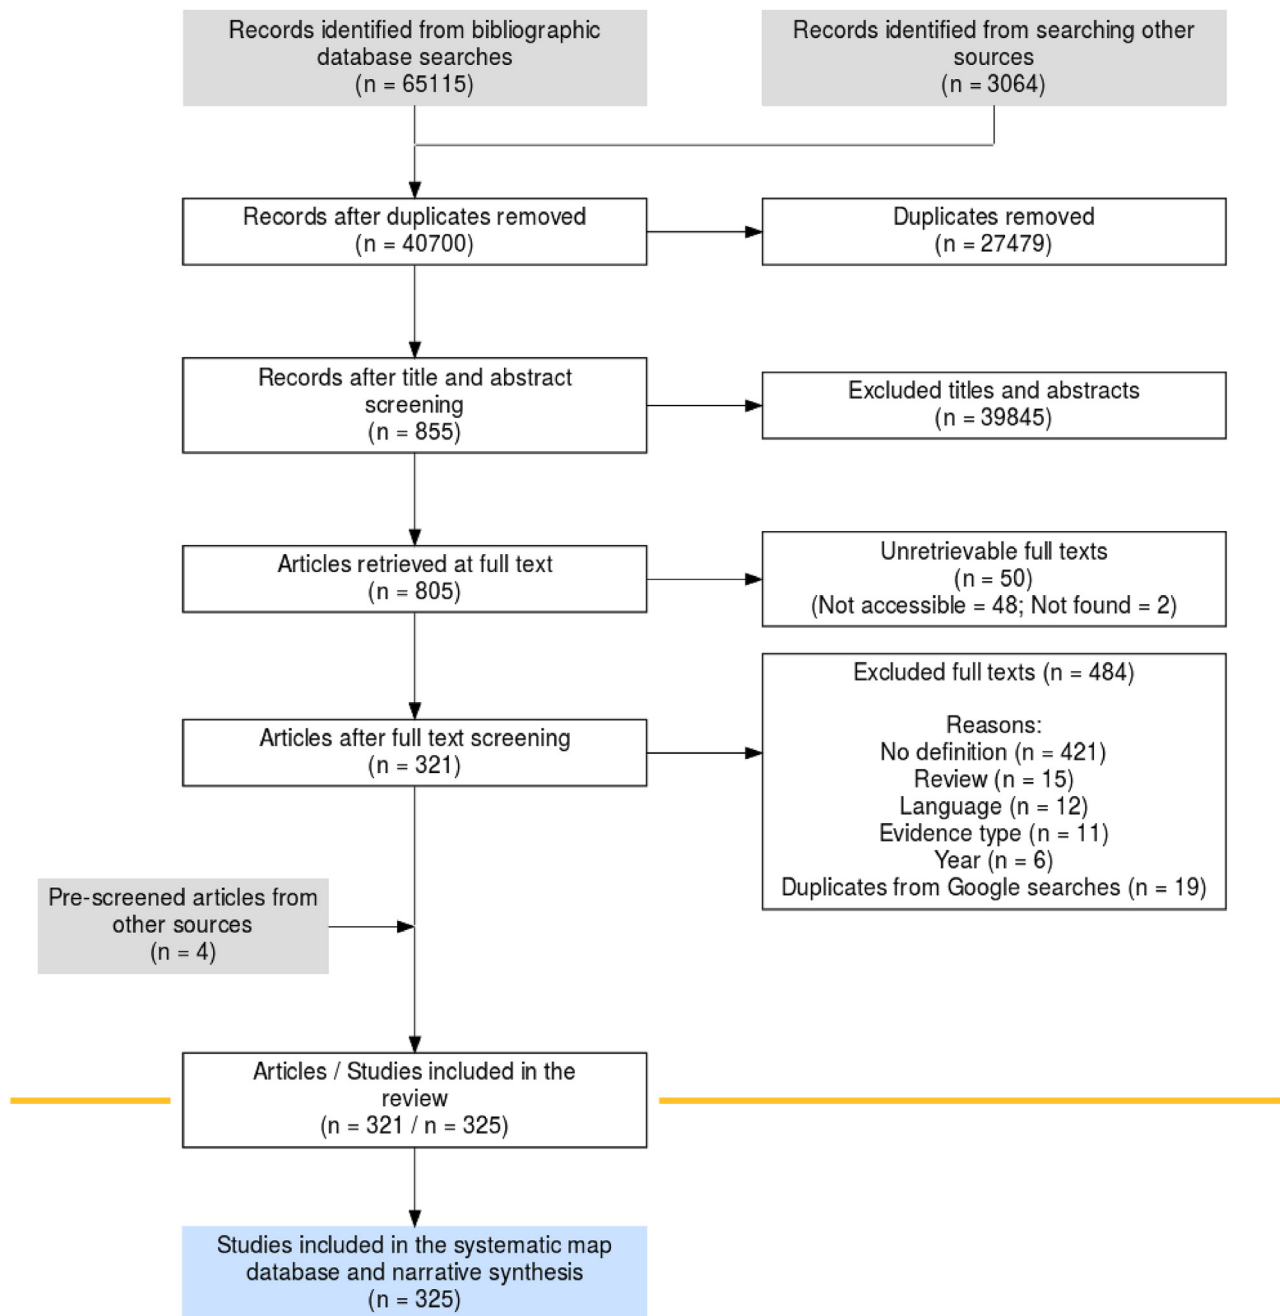 Records identified from bibliographic
database searches
(n = 65115)
Records identified from searching other
sources
(n = 3064)
Records after duplicates removed
(n = 40700)
Duplicates removed
(n = 27479)
Records after title and abstract
screening
(n = 855)
Excluded titles and abstracts
(n = 39845)
Articles retrieved at full text
(n = 805)
Unretrievable full texts
(n = 50)
(Not accessible = 48; Not found = 2)
Articles after full text screening
(n = 321)
Excluded full texts (n = 484)
Reasons:
No definition (n = 421)
Review (n = 15)
Language (n = 12)
Evidence type (n = 11)
Year (n = 6)
Duplicates from Google searches (n = 19)
Pre-screened articles from
other sources
(n = 4)
Articles / Studies included in the
review
(n = 321 / n = 325)
Studies included in the systematic map
database and narrative synthesis
(n = 325)